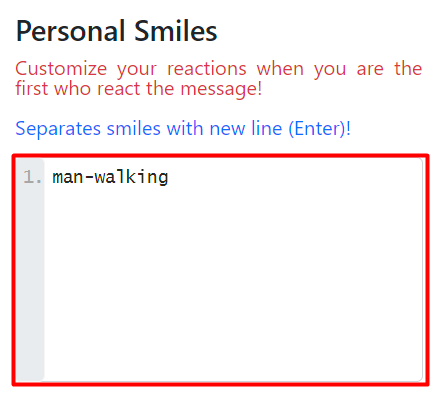 Personal Smiles
Customize your reactions when you are the
first who react the message!
Separates smiles with new line (Enter)!
1. man-walking